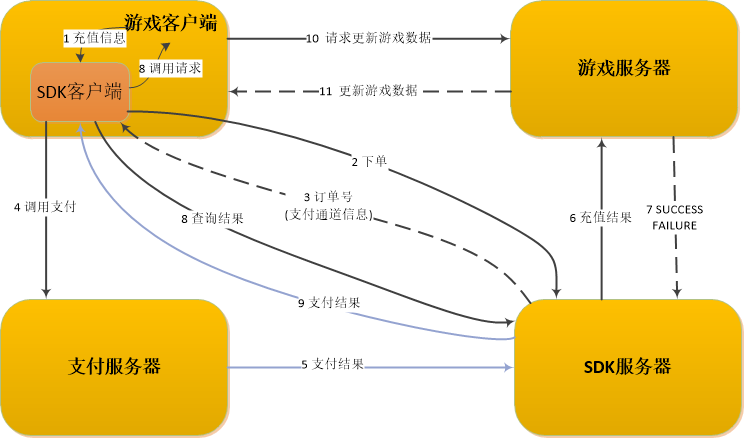 游戏客户端
1 充值信息
8 调用请求
SDK客户端
10 请求更新游戏数据
11 更新游戏数据
游戏服务器
2 下单
3 订单号
(支付通道信息)
4 调用支付
8 查询结果
6 充值结果
7 SUCCESS
FAILURE
9 支付结果
5 支付结果
支付服务器
SDK服务器